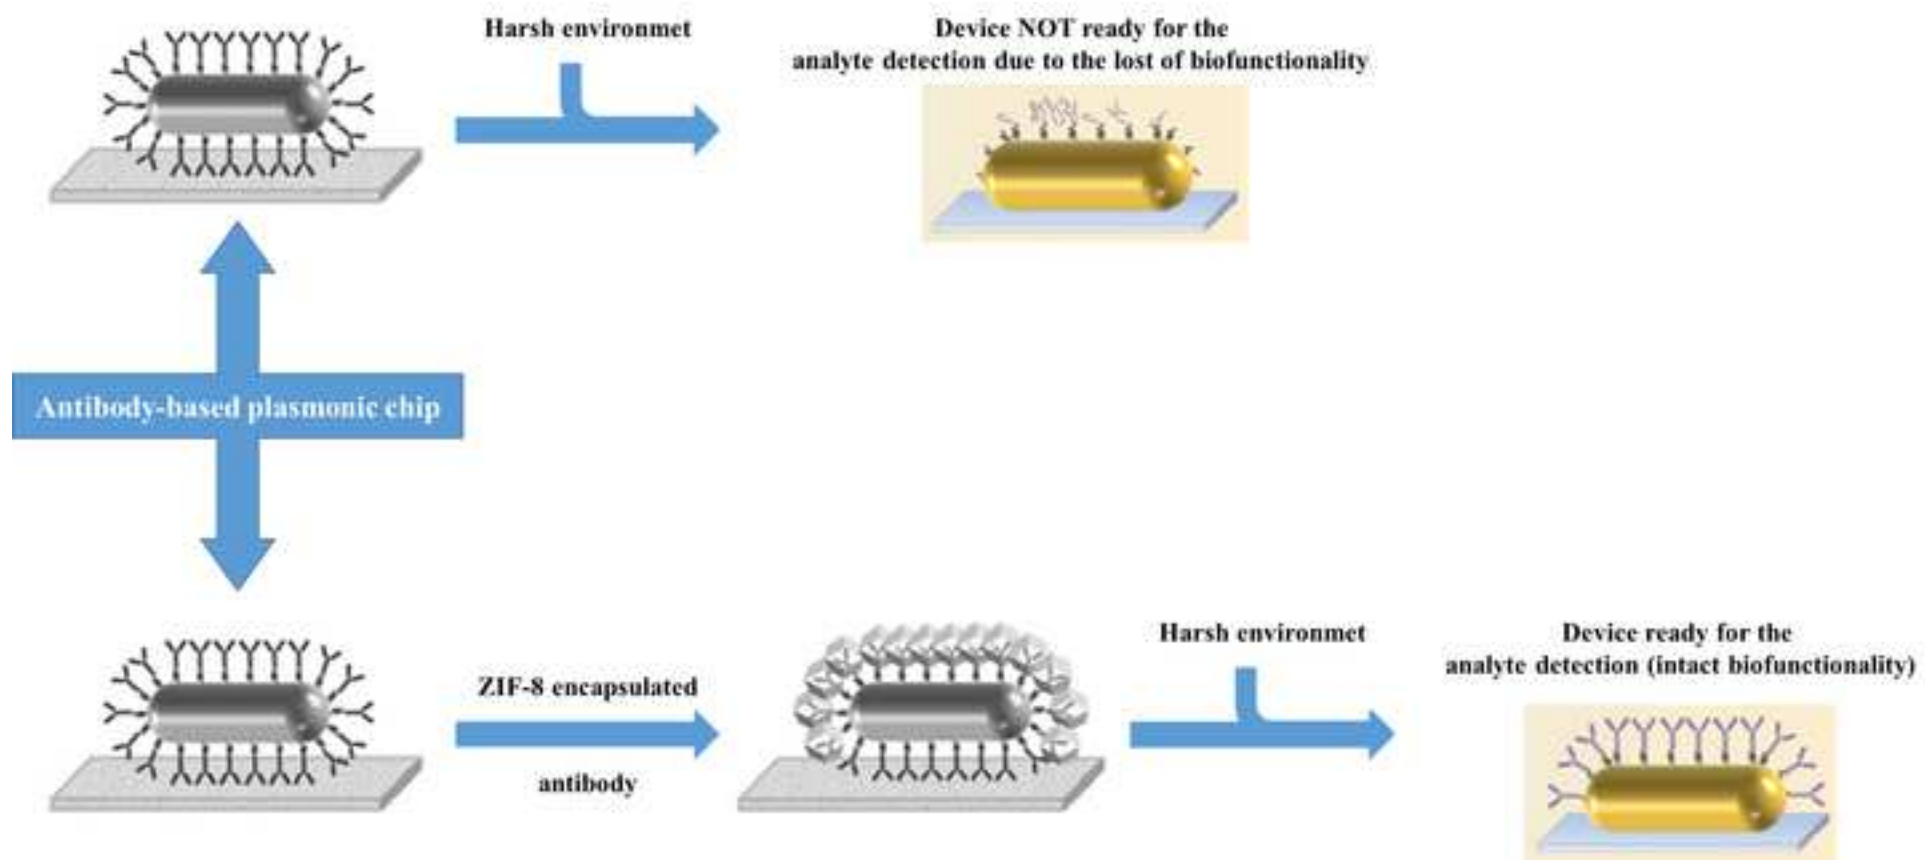 Harsh environmet
Device NOT ready for the
analyte detection due to the lost of biofunctionality
Antibody-based plasmonic chip
ZIF-8 encapsulated
antibody
Harsh environmet
Device ready for the
analyte detection (intact biofunctionality)